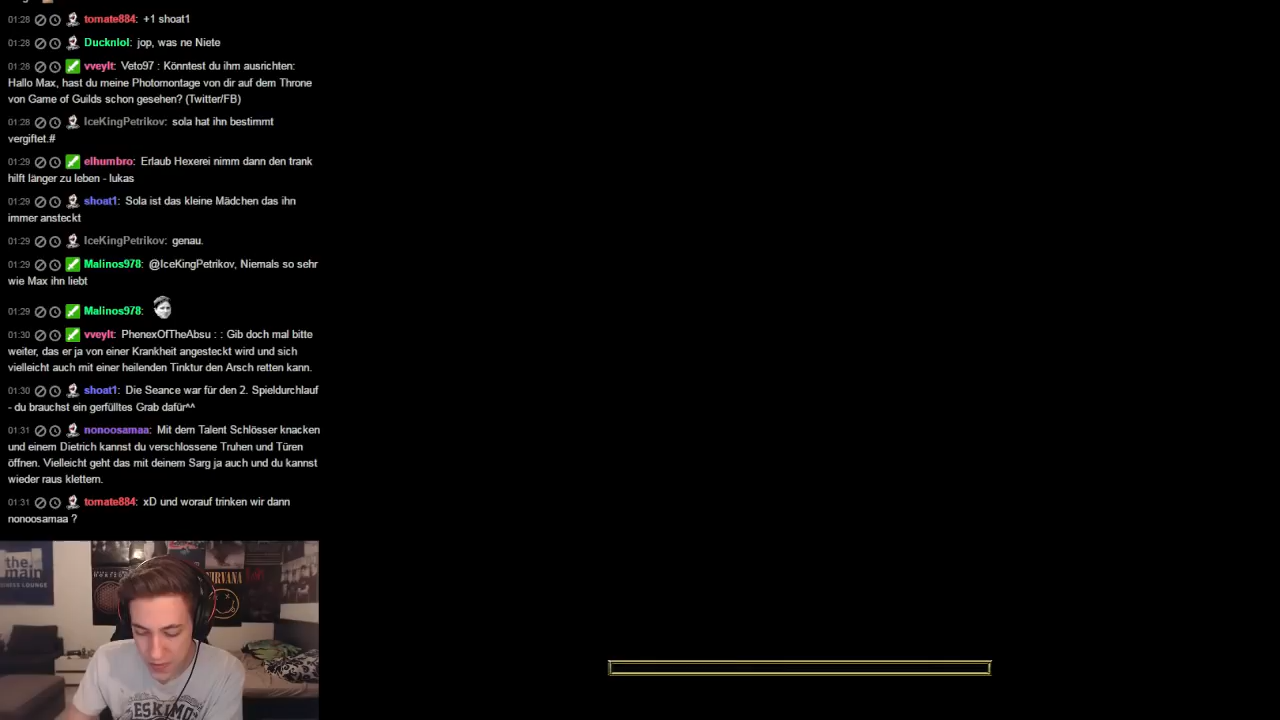 01:28 tomate884: +1 shoat1
01:28 Ducknlol: jop, was ne Niete
01:28 vveylt: Veto97 : Könntest du ihm ausrichten:
Hallo Max, hast du meine Photomontage von dir auf dem Throne
von Game of Guilds schon gesehen? (Twitter/FB)
01:28 IceKingPetrikov: sola hat ihn bestimmt
vergiftet.#
01:29 elhumbro: Erlaub Hexerei nimm dann den trank
hilft länger zu leben - lukas
01:29 shoat1: Sola ist das kleine Mädchen das ihn
immer ansteckt
01:29 IceKingPetrikov: genau.
01:29 Malinos978: @IceKingPetrikov, Niemals so sehr
wie Max ihn liebt
01:29 Malinos978:
01:30 vveylt: PhenexOfTheAbsu : : Gib doch mal bitte
weiter, das er ja von einer Krankheit angesteckt wird und sich
vielleicht auch mit einer heilenden Tinktur den Arsch retten kann.
01:30 shoat1: Die Seance war für den 2. Spieldurchlauf
- du brauchst ein gerfülltes Grab dafür^^
01:31 nonoosamaa: Mit dem Talent Schlösser knacken
und einem Dietrich kannst du verschlossene Truhen und Türen
öffnen. Vielleicht geht das mit deinem Sarg ja auch und du kannst
wieder raus klettern.
01:31 tomate884: xD und worauf trinken wir dann
nonoosamaa ?
the.
main
NIRVANA
ESKIMO